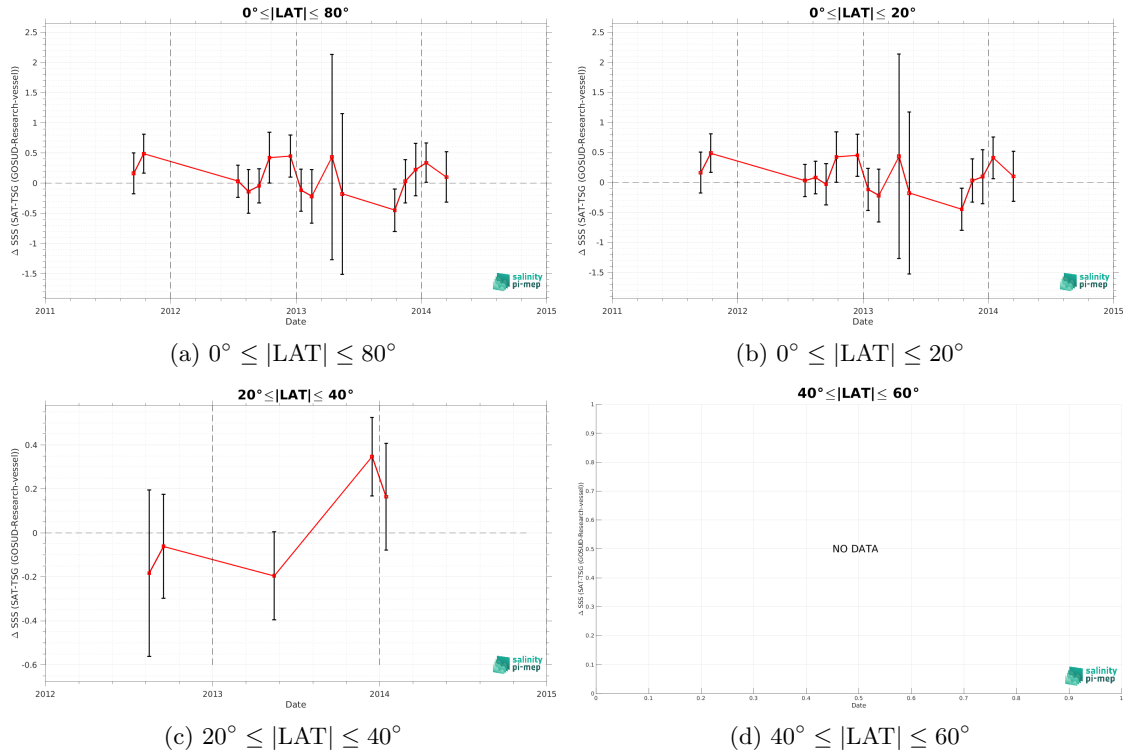 0°≤|LAT|≤ 80°
2.5
2
1.5
1
0.5
0
-0.5
-1
-1.5
Δ SSS (SAT-TSG (GOSUD-Research-vessel))
salinity
pi-mep
2011 2012 2013 2014 2015
Date
(a) 0° ≤ |LAT| ≤ 80°
0°≤|LAT|≤ 20°
2.5
2
1.5
1
0.5
0
-0.5
-1
-1.5
Δ SSS (SAT-TSG (GOSUD-Research-vessel))
salinity
pi-mep
2011 2012 2013 2014 2015
Date
(b) 0° ≤ |LAT| ≤ 20°
20°≤|LAT|≤ 40°
0.4
0.2
0
-0.2
-0.4
-0.6
Δ SSS (SAT-TSG (GOSUD-Research-vessel))
salinity
pi-mep
2012 2013 2014 2015
Date
(c) 20° ≤ |LAT| ≤ 40°
40°≤|LAT|≤ 60°
1
0.9
0.8
0.7
0.6
0.5
0.4
0.3
0.2
0.1
0
Δ SSS (SAT-TSG (GOSUD-Research-vessel))
NO DATA
salinity
pi-mep
0 0.1 0.2 0.3 0.4 0.5 0.6 0.7 0.8 0.9 1
Date
(d) 40° ≤ |LAT| ≤ 60°